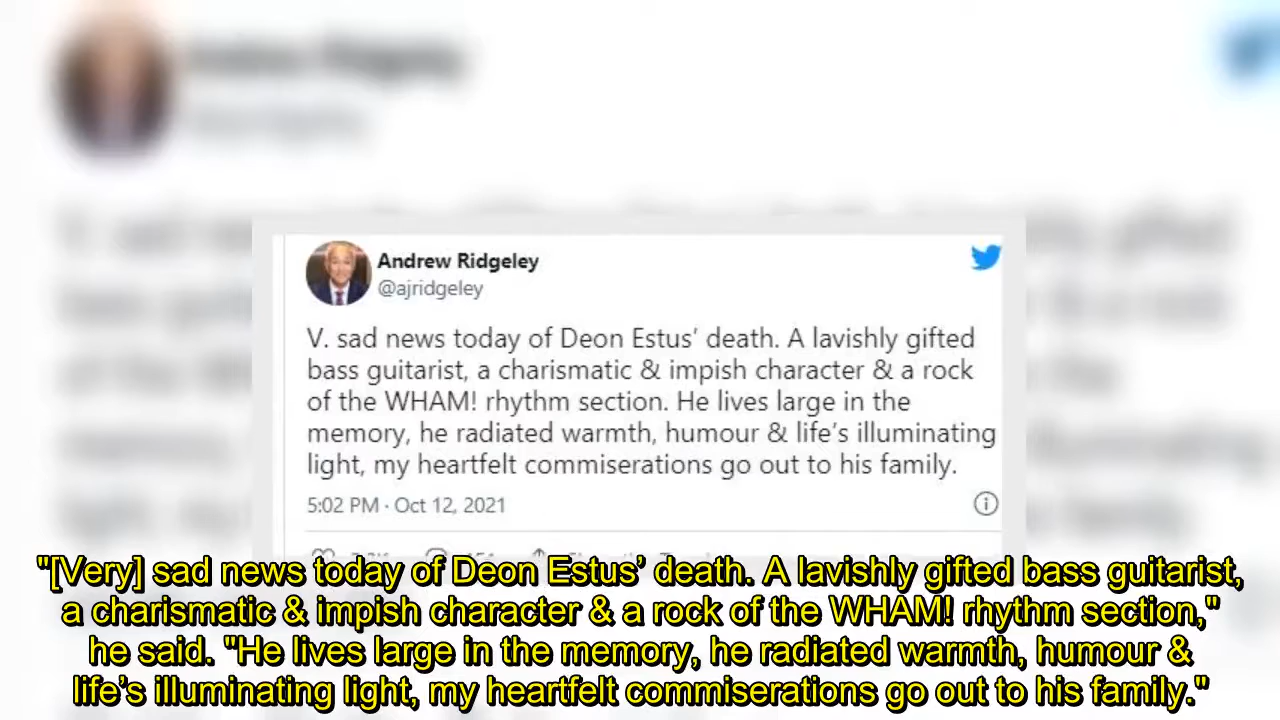 Andrew Ridgeley
@ajridgeley
V. sad news today of Deon Estus’ death. A lavishly gifted
bass guitarist, a charismatic & impish character & a rock
of the WHAM! rhythm section. He lives large in the
memory, he radiated warmth, humour & life’s illuminating
light, my heartfelt commiserations go out to his family.
5:02 PM · Oct 12, 2021
"[Very] sad news today of Deon Estus’ death. A lavishly gifted bass guitarist,
a charismatic & impish character & a rock of the WHAM! rhythm section,"
he said. "He lives large in the memory, he radiated warmth, humour &
life’s illuminating light, my heartfelt commiserations go out to his family."